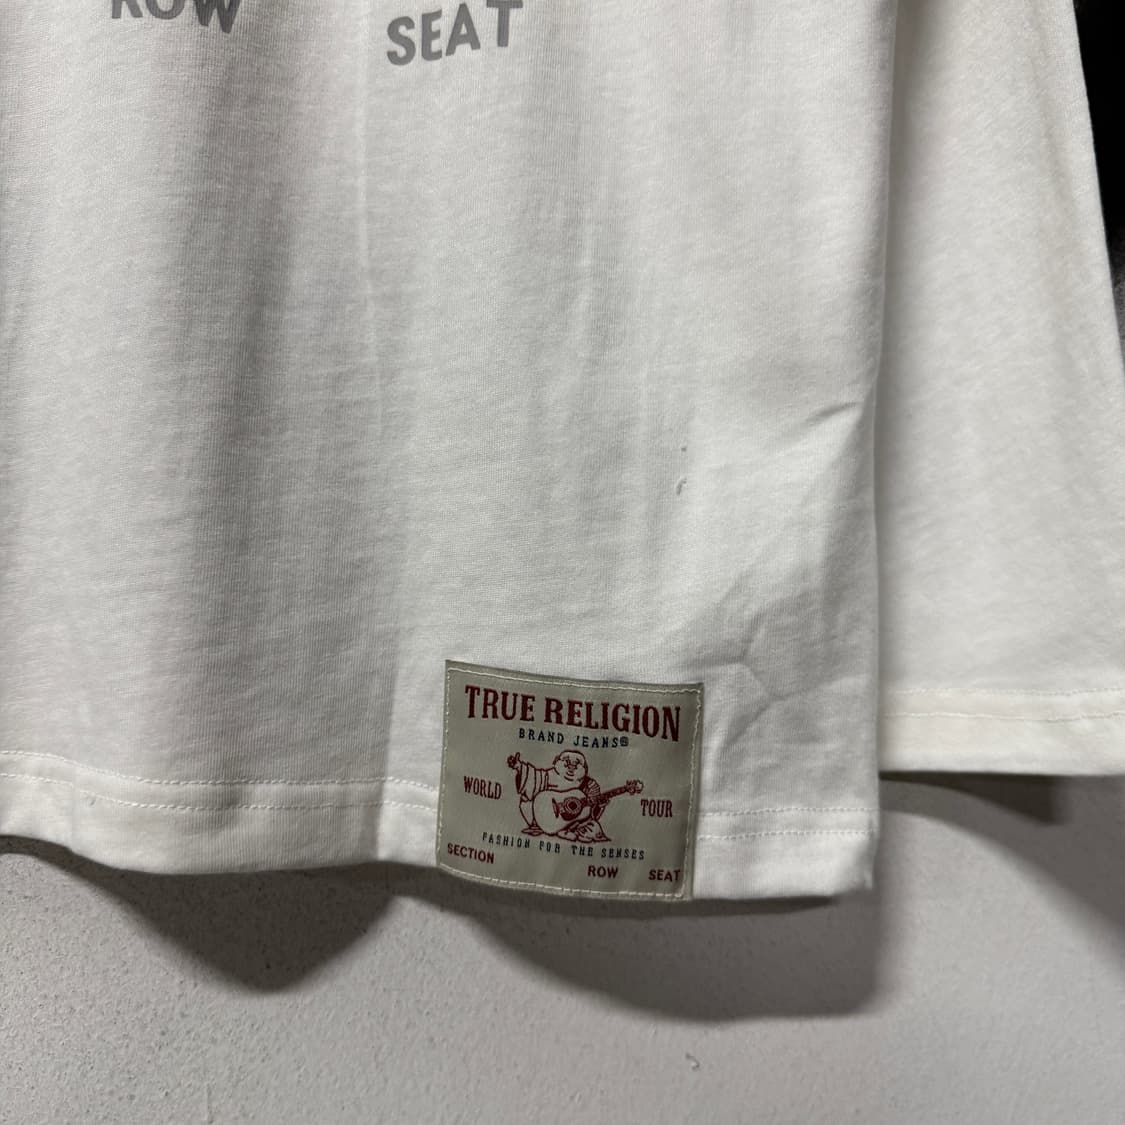 ROW
SEAT
TRUE RELIGION
BRAND JEANS®
WORLD TOUR
FASHION FOR THE SENSES
SECTION
ROW SEAT